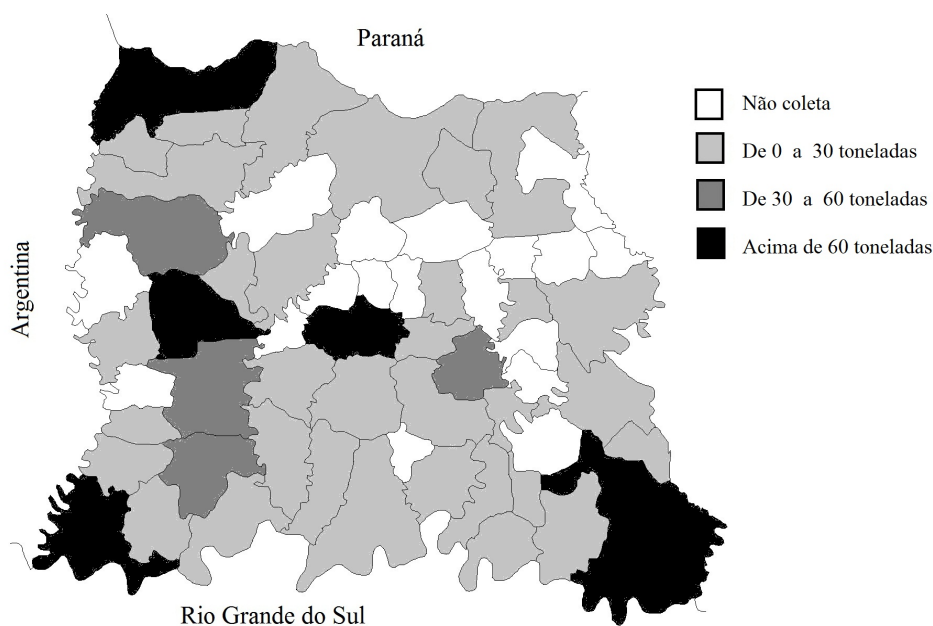 Paraná
Não coleta
De 0 a 30 toneladas
De 30 a 60 toneladas
Acima de 60 toneladas
Argentina
Rio Grande do Sul